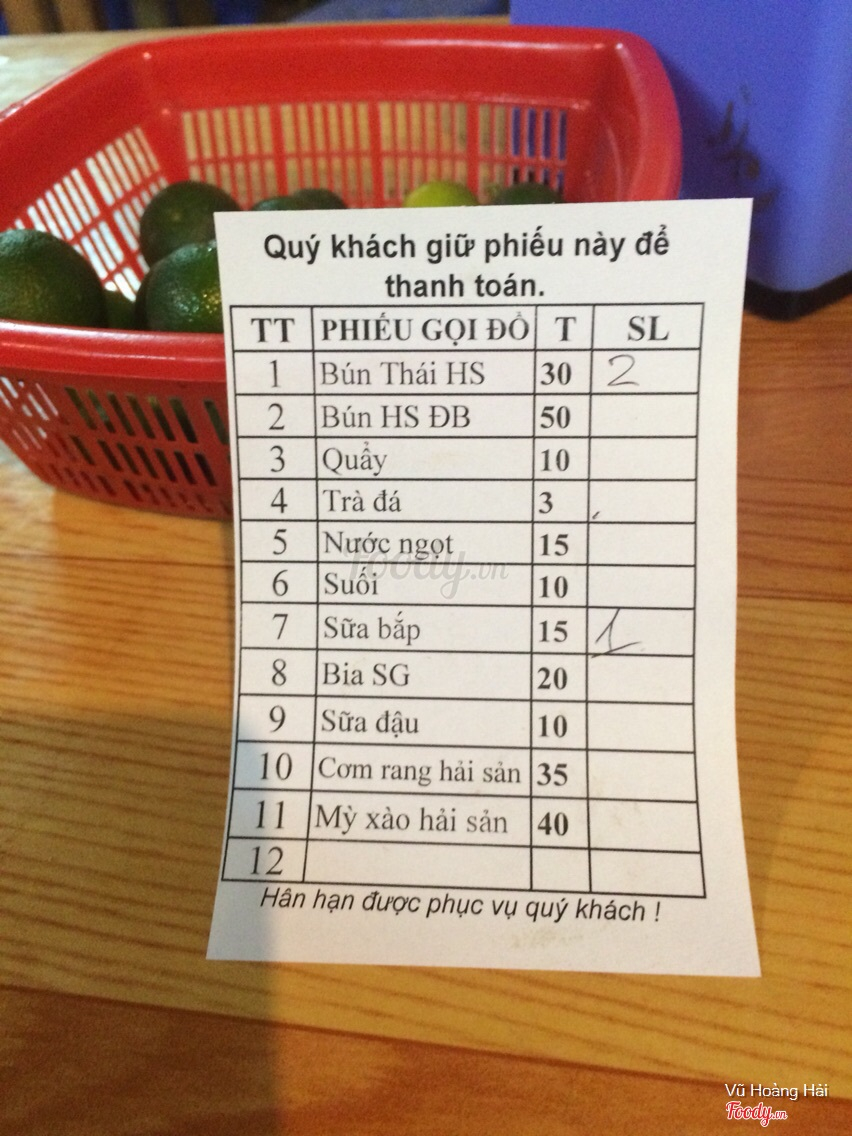 Quý khách giữ phiếu này để
thanh toán.
TT PHIẾU GỌI ĐỒ T SL
1 Bún Thái HS 30 2
2 Bún HS ĐB 50
3 Quẩy 10
4 Trà đá 3
5 Nước ngọt 15
6 Suối 10
7 Sữa bắp 15 1
8 Bia SG 20
9 Sữa đậu 10
10 Cơm rang hải sản 35
11 Mỳ xào hải sản 40
12
Hân hạn được phục vụ quý khách !
Foody.vn
Vũ Hoàng Hải
Foody.vn